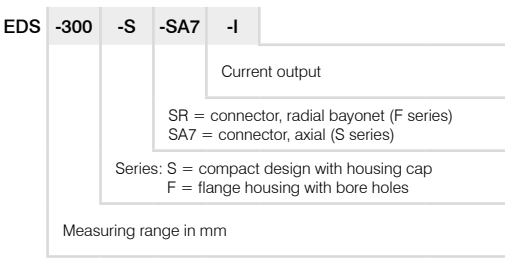 EDS -300 -S -SA7 -I
Current output
SR = connector, radial bayonet (F series)
SA7 = connector, axial (S series)
Series: S = compact design with housing cap
F = flange housing with bore holes
Measuring range in mm